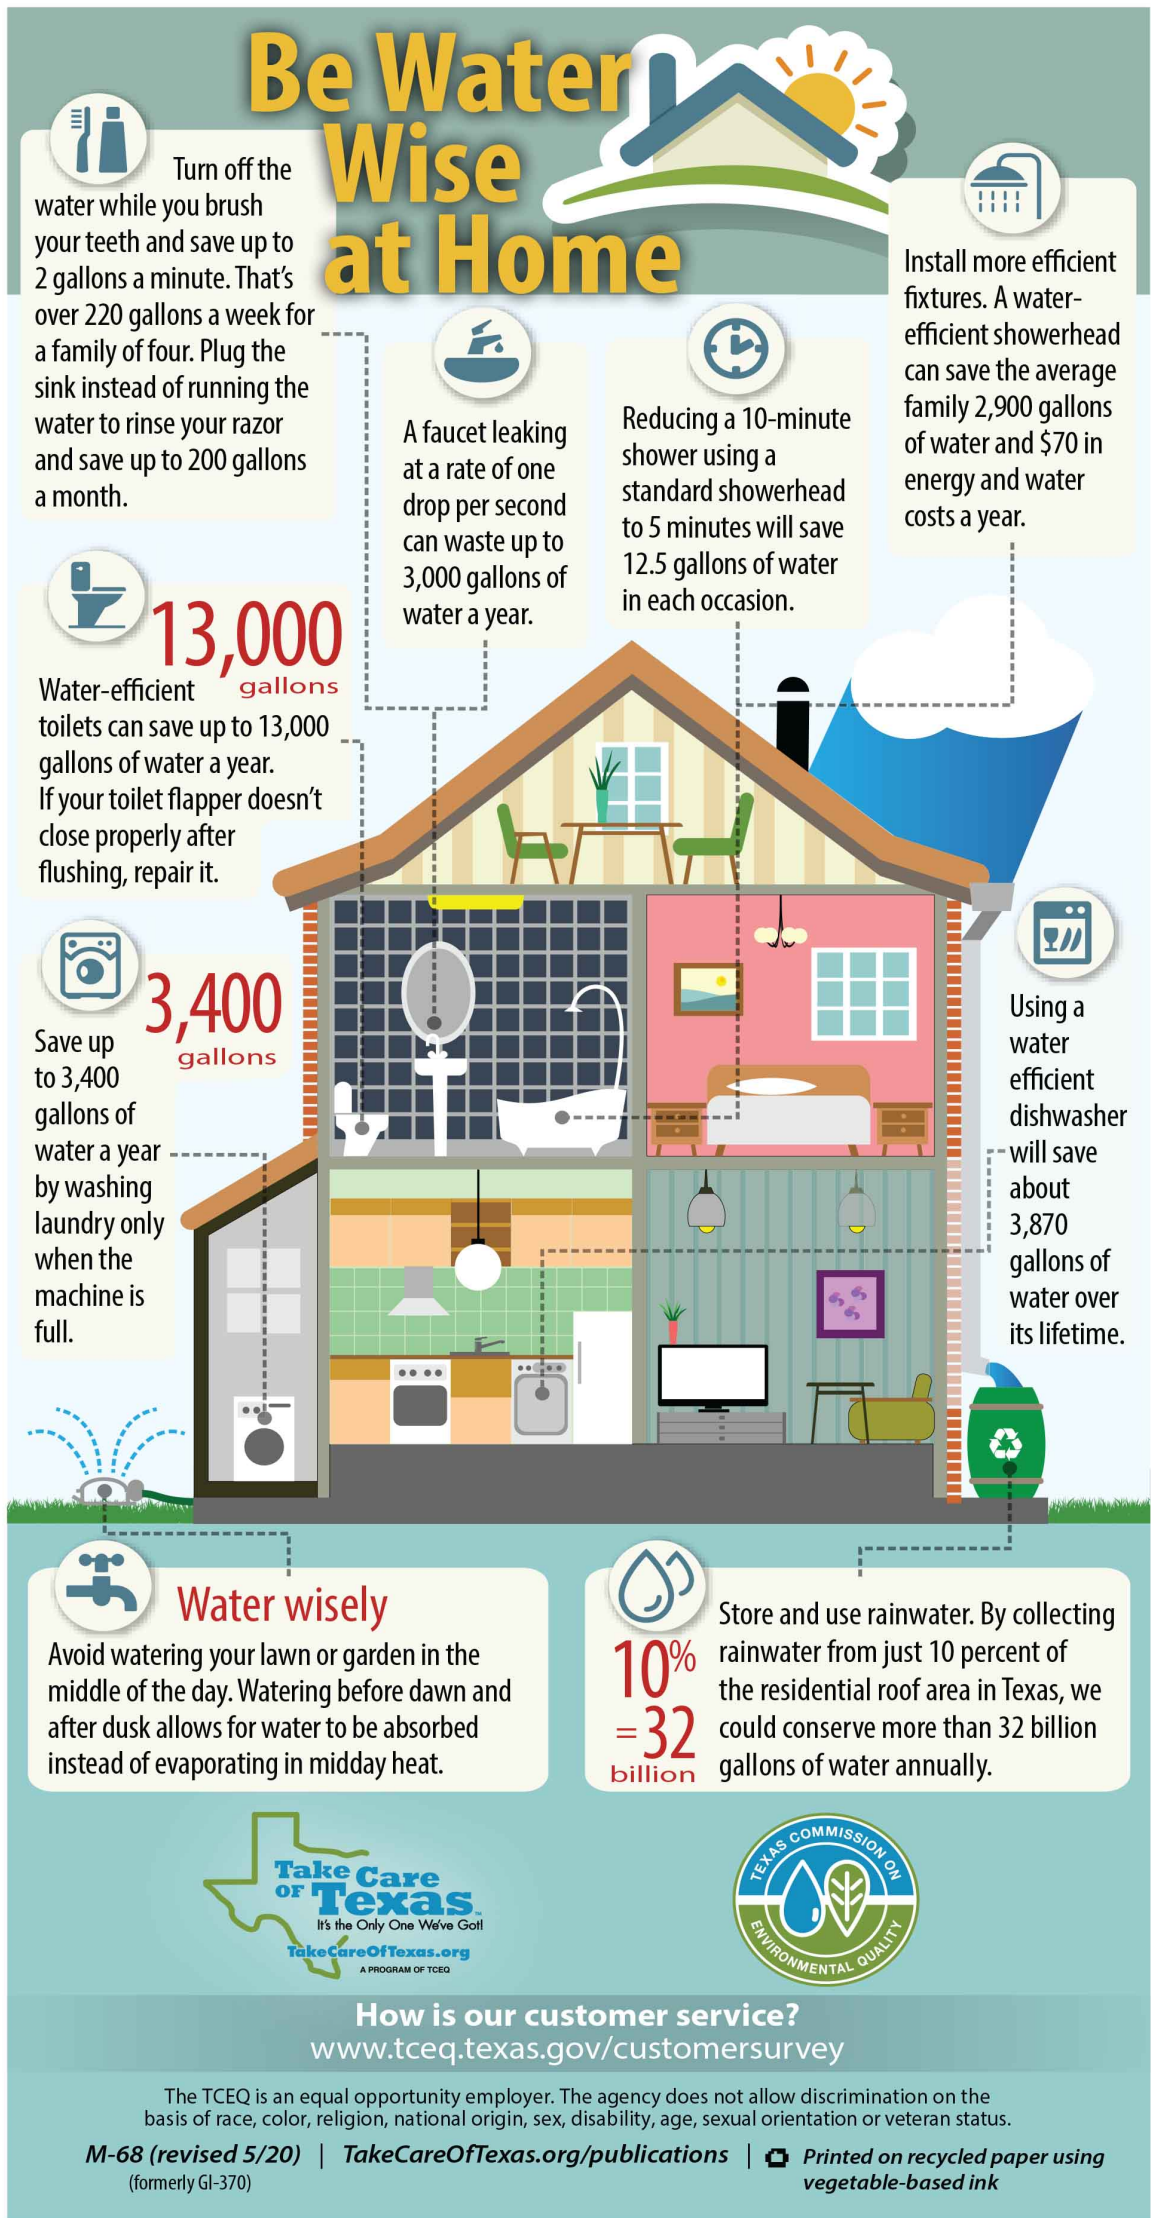 Be Water
Wise
at Home
Turn off the
water while you brush
your teeth and save up to
2 gallons a minute. That's
over 220 gallons a week for
a family of four. Plug the
sink instead of running the
water to rinse your razor
and save up to 200 gallons
a month.
A faucet leaking
at a rate of one
drop per second
can waste up to
3,000 gallons of
water a year.
Reducing a 10-minute
shower using a
standard showerhead
to 5 minutes will save
12.5 gallons of water
in each occasion.
Install more efficient
fixtures. A water-
efficient showerhead
can save the average
family 2,900 gallons
of water and $70 in
energy and water
costs a year.
13,000
gallons
Water-efficient
toilets can save up to 13,000
gallons of water a year.
If your toilet flapper doesn't
close properly after
flushing, repair it.
3,400
gallons
Save up
to 3,400
gallons of
water a year
by washing
laundry only
when the
machine is
full.
Using a
water
efficient
dishwasher
will save
about
3,870
gallons of
water over
its lifetime.
Water wisely
Avoid watering your lawn or garden in the
middle of the day. Watering before dawn and
after dusk allows for water to be absorbed
instead of evaporating in midday heat.
10%
=32
billion
Store and use rainwater. By collecting
rainwater from just 10 percent of
the residential roof area in Texas, we
could conserve more than 32 billion
gallons of water annually.
Take Care
OF Texas™
It's the Only One We've Got!
TakeCareOfTexas.org
A PROGRAM OF TCEQ
TEXAS COMMISSION ON
ENVIRONMENTAL QUALITY
How is our customer service?
www.tceq.texas.gov/customersurvey
The TCEQ is an equal opportunity employer. The agency does not allow discrimination on the
basis of race, color, religion, national origin, sex, disability, age, sexual orientation or veteran status.
M-68 (revised 5/20) | TakeCareOfTexas.org/publications | Printed on recycled paper using
(formerly GI-370)
vegetable-based ink